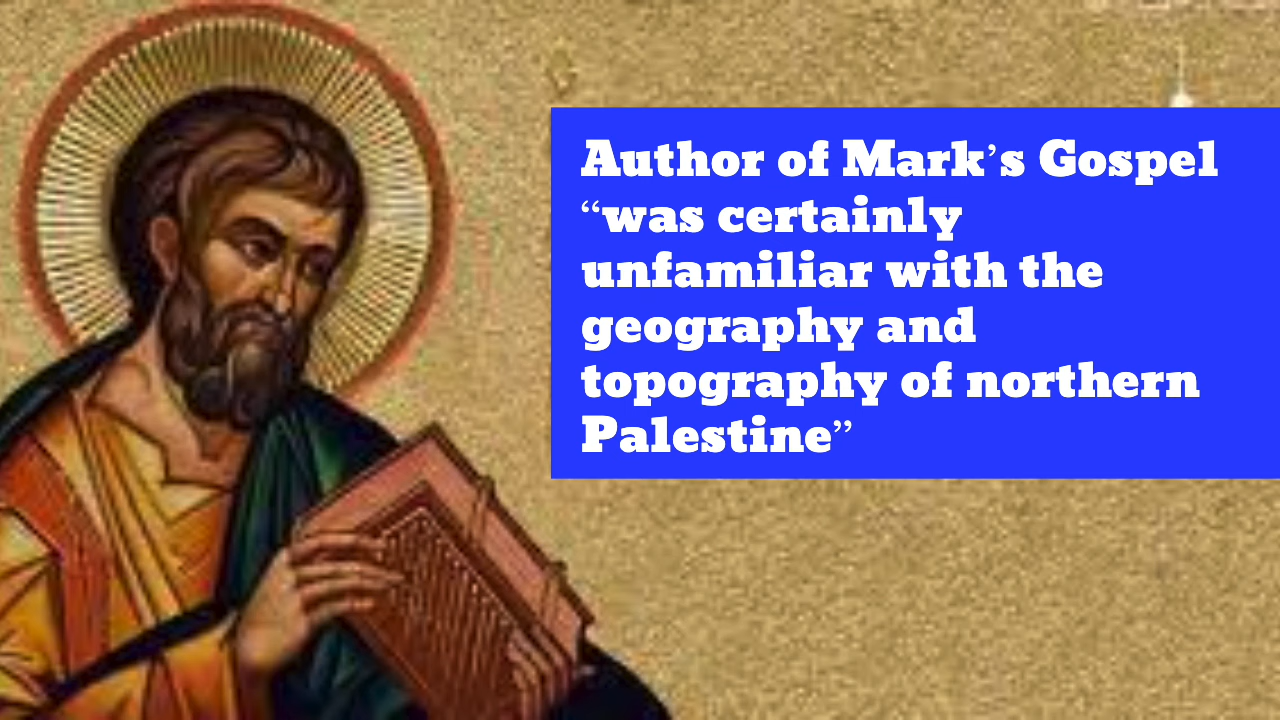 Author of Mark’s Gospel
“was certainly
unfamiliar with the
geography and
topography of northern
Palestine”